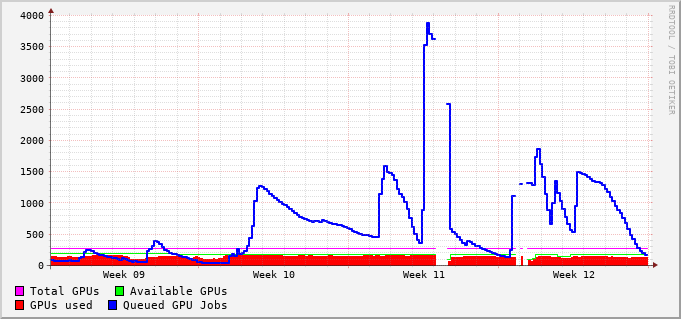 4000
3500
3000
2500
2000
1500
1000
500
0
Week 09 Week 10 Week 11 Week 12
Total GPUs Available GPUs
GPUs used Queued GPU Jobs
RRDTOOL / TOBI OETIKER